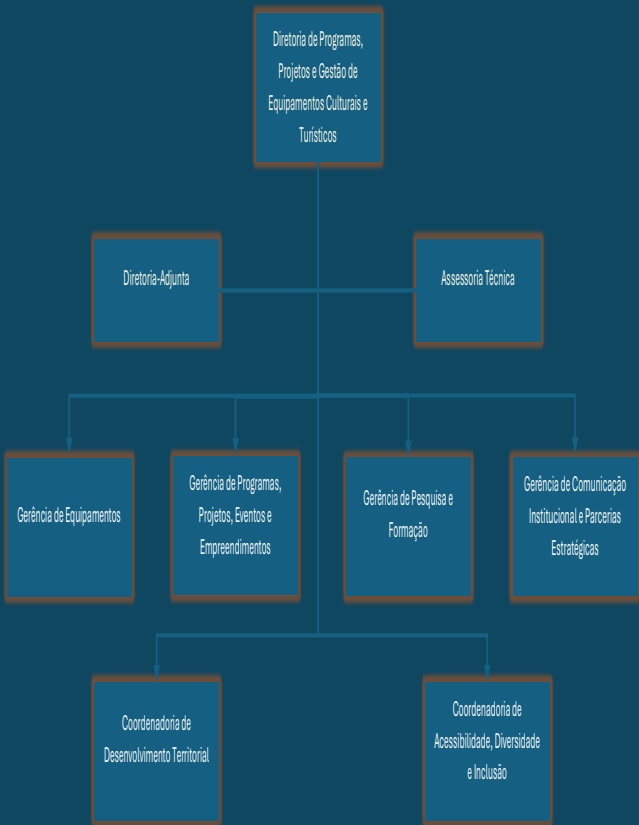 Diretoria de Programas,
Projetos e Gestão de
Equipamentos Culturais e
Turísticos
Diretoria-Adjunta
Assessoria Técnica
Gerência de Equipamentos
Gerência de Programas,
Projetos, Eventos e
Empreendimentos
Gerência de Pesquisa e
Formação
Gerência de Comunicação
Institucional e Parcerias
Estratégicas
Coordenadoria de
Desenvolvimento Territorial
Coordenadoria de
Acessibilidade, Diversidade
e Inclusão